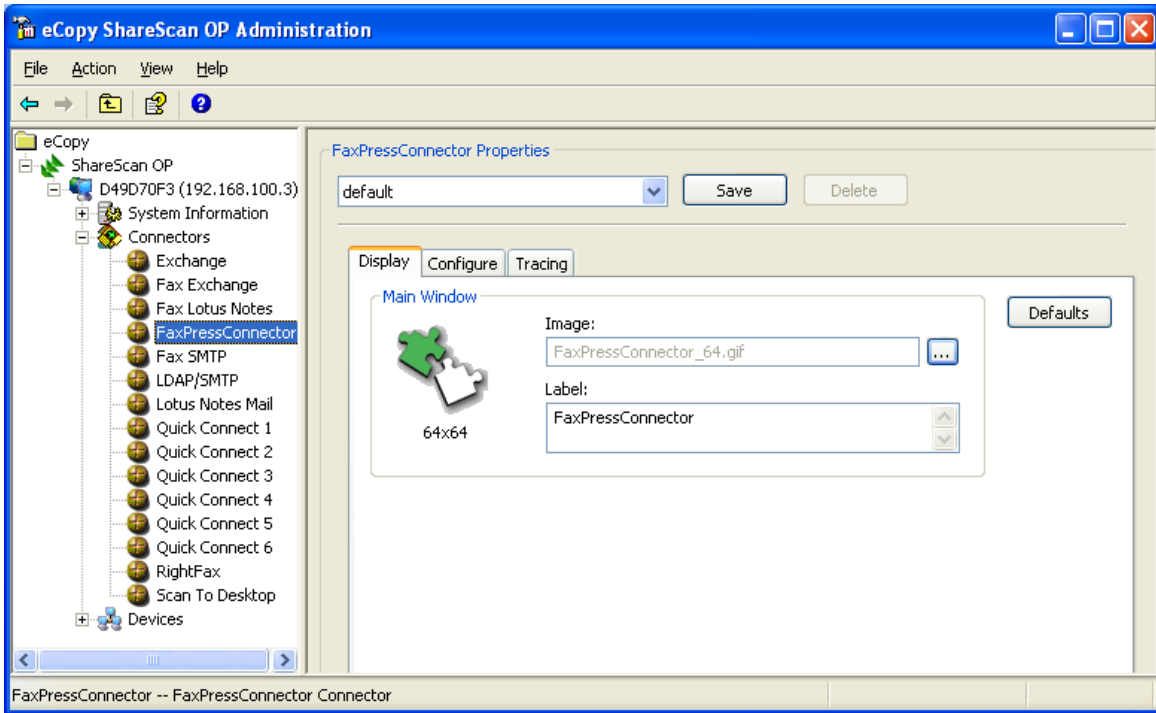 eCopy ShareScan OP Administration
File Action View Help
eCopy
ShareScan OP
D49D70F3 (192.168.100.3)
System Information
Connectors
Exchange
Fax Exchange
Fax Lotus Notes
FaxPressConnector
Fax SMTP
LDAP/SMTP
Lotus Notes Mail
Quick Connect 1
Quick Connect 2
Quick Connect 3
Quick Connect 4
Quick Connect 5
Quick Connect 6
RightFax
Scan To Desktop
Devices
FaxPressConnector Properties
default Save Delete
Display Configure Tracing
Main Window
Defaults
Image:
FaxPressConnector_64.gif ...
Label:
FaxPressConnector
64x64
FaxPressConnector -- FaxPressConnector Connector